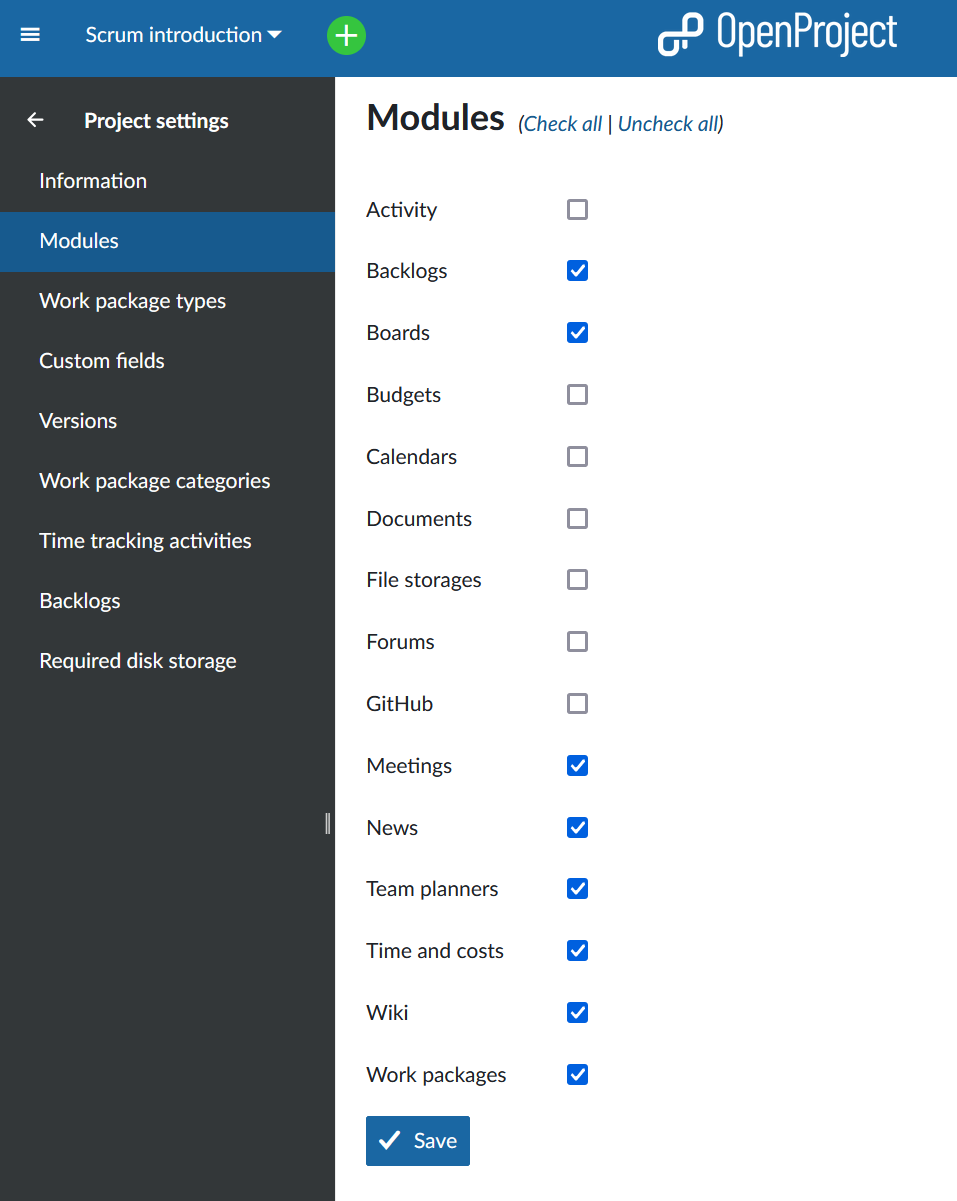 Scrum introduction
OpenProject
Project settings
Information
Modules
Work package types
Custom fields
Versions
Work package categories
Time tracking activities
Backlogs
Required disk storage
Modules (Check all | Uncheck all)
Activity
Backlogs
Boards
Budgets
Calendars
Documents
File storages
Forums
GitHub
Meetings
News
Team planners
Time and costs
Wiki
Work packages
Save